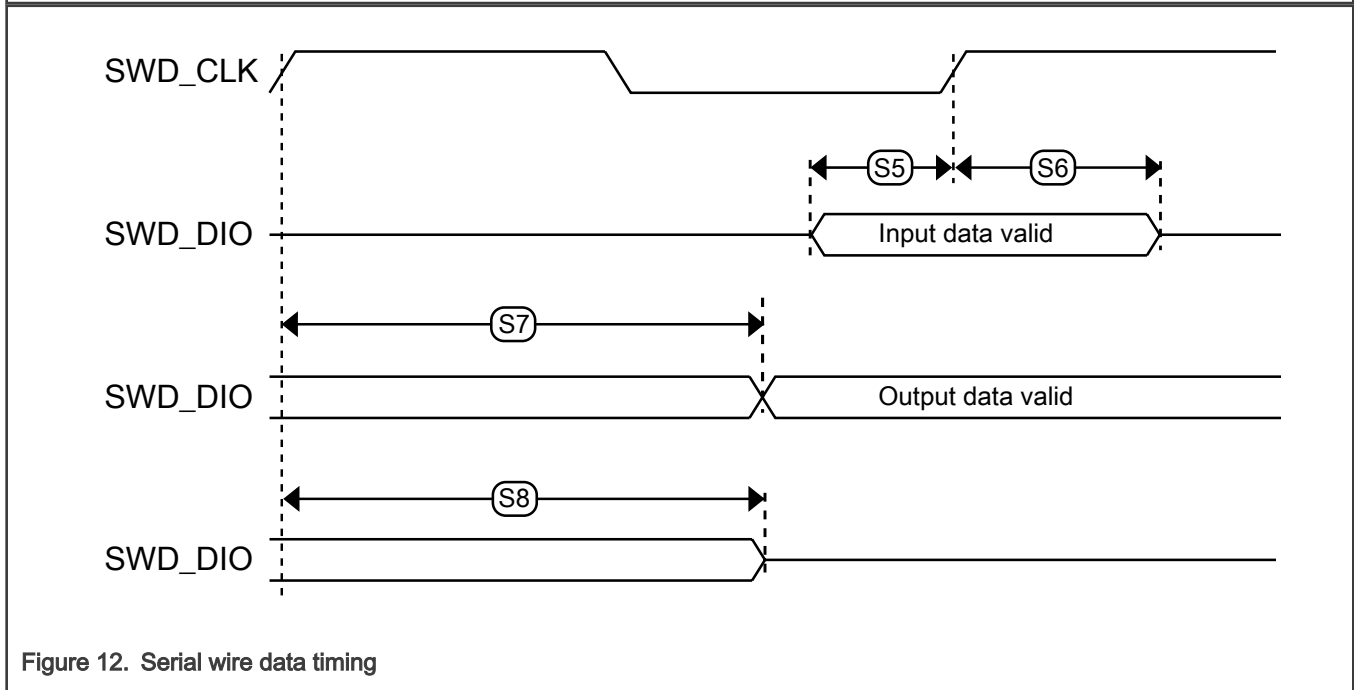 SWD_CLK
S5 S6
SWD_DIO Input data valid
S7
SWD_DIO Output data valid
S8
SWD_DIO
Figure 12. Serial wire data timing